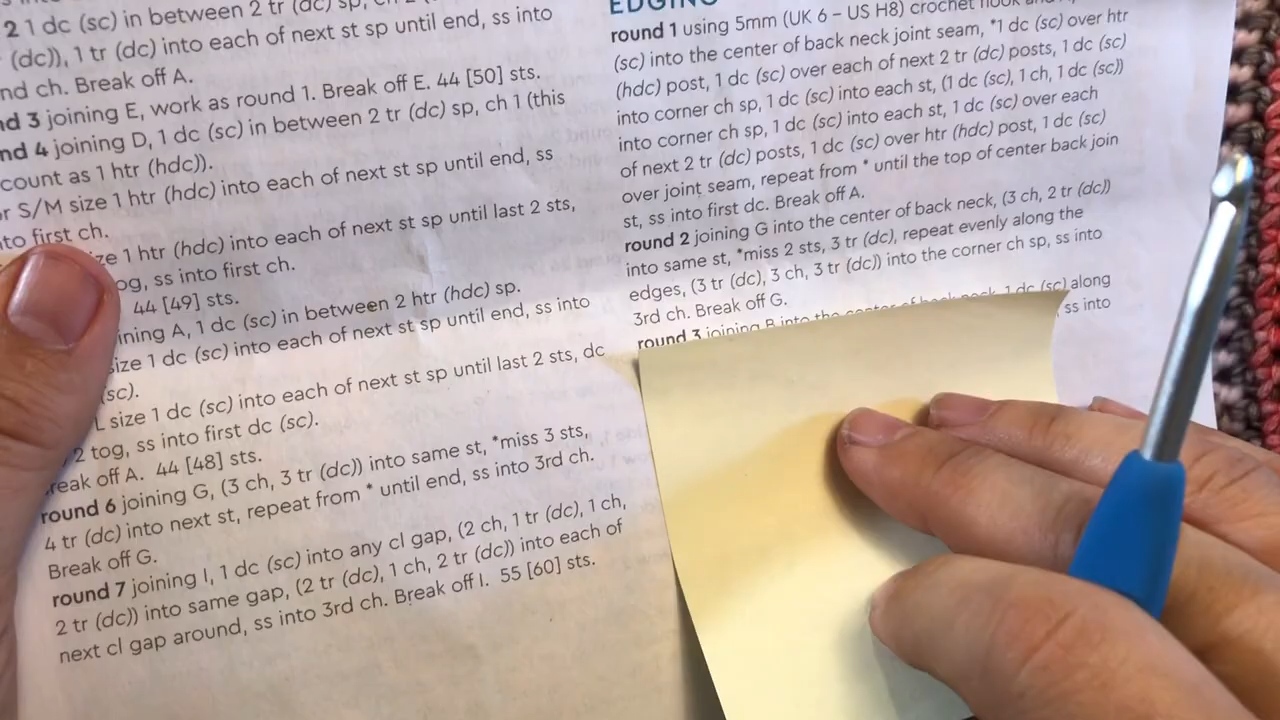 2 1 dc (sc) in between 2 tr (dc) sp,
(dc)), 1 tr (dc) into each of next st sp until end, ss into
nd ch. Break off A.
nd 3 joining E, work as round 1. Break off E. 44 [50] sts.
nd 4 joining D, 1 dc (sc) in between 2 tr (dc) sp, ch 1 (this
count as 1 htr (hdc)).
or S/M size 1 htr (hdc) into each of next st sp until end, ss
to first ch.
ze 1 htr (hdc) into each of next st sp until last 2 sts,
og, ss into first ch.
44 [49] sts.
ining A, 1 dc (sc) in between 2 htr (hdc) sp.
ize 1 dc (sc) into each of next st sp until end, ss into
(sc).
L size 1 dc (sc) into each of next st sp until last 2 sts, dc
2 tog, ss into first dc (sc).
reak off A. 44 [48] sts.
round 6 joining G, (3 ch, 3 tr (dc)) into same st, *miss 3 sts,
4 tr (dc) into next st, repeat from * until end, ss into 3rd ch.
Break off G.
round 7 joining I, 1 dc (sc) into any cl gap, (2 ch, 1 tr (dc), 1 ch,
2 tr (dc)) into same gap, (2 tr (dc), 1 ch, 2 tr (dc)) into each of
next cl gap around, ss into 3rd ch. Break off I. 55 [60] sts.
EDGING
round 1 using 5mm (UK 6 – US H8) crochet hook
(sc) into the center of back neck joint seam, *1 dc (sc) over htr
(hdc) post, 1 dc (sc) over each of next 2 tr (dc) posts, 1 dc (sc)
into corner ch sp, 1 dc (sc) into each st, (1 dc (sc), 1 ch, 1 dc (sc))
into corner ch sp, 1 dc (sc) into each st, 1 dc (sc) over each
of next 2 tr (dc) posts, 1 dc (sc) over htr (hdc) post, 1 dc (sc)
over joint seam, repeat from * until the top of center back join
st, ss into first dc. Break off A.
round 2 joining G into the center of back neck, (3 ch, 2 tr (dc))
into same st, *miss 2 sts, 3 tr (dc), repeat evenly along the
edges, (3 tr (dc), 3 ch, 3 tr (dc)) into the corner ch sp, ss into
3rd ch. Break off G.
round 3 joining B into the center of back neck, 1 dc (sc) along
ss into